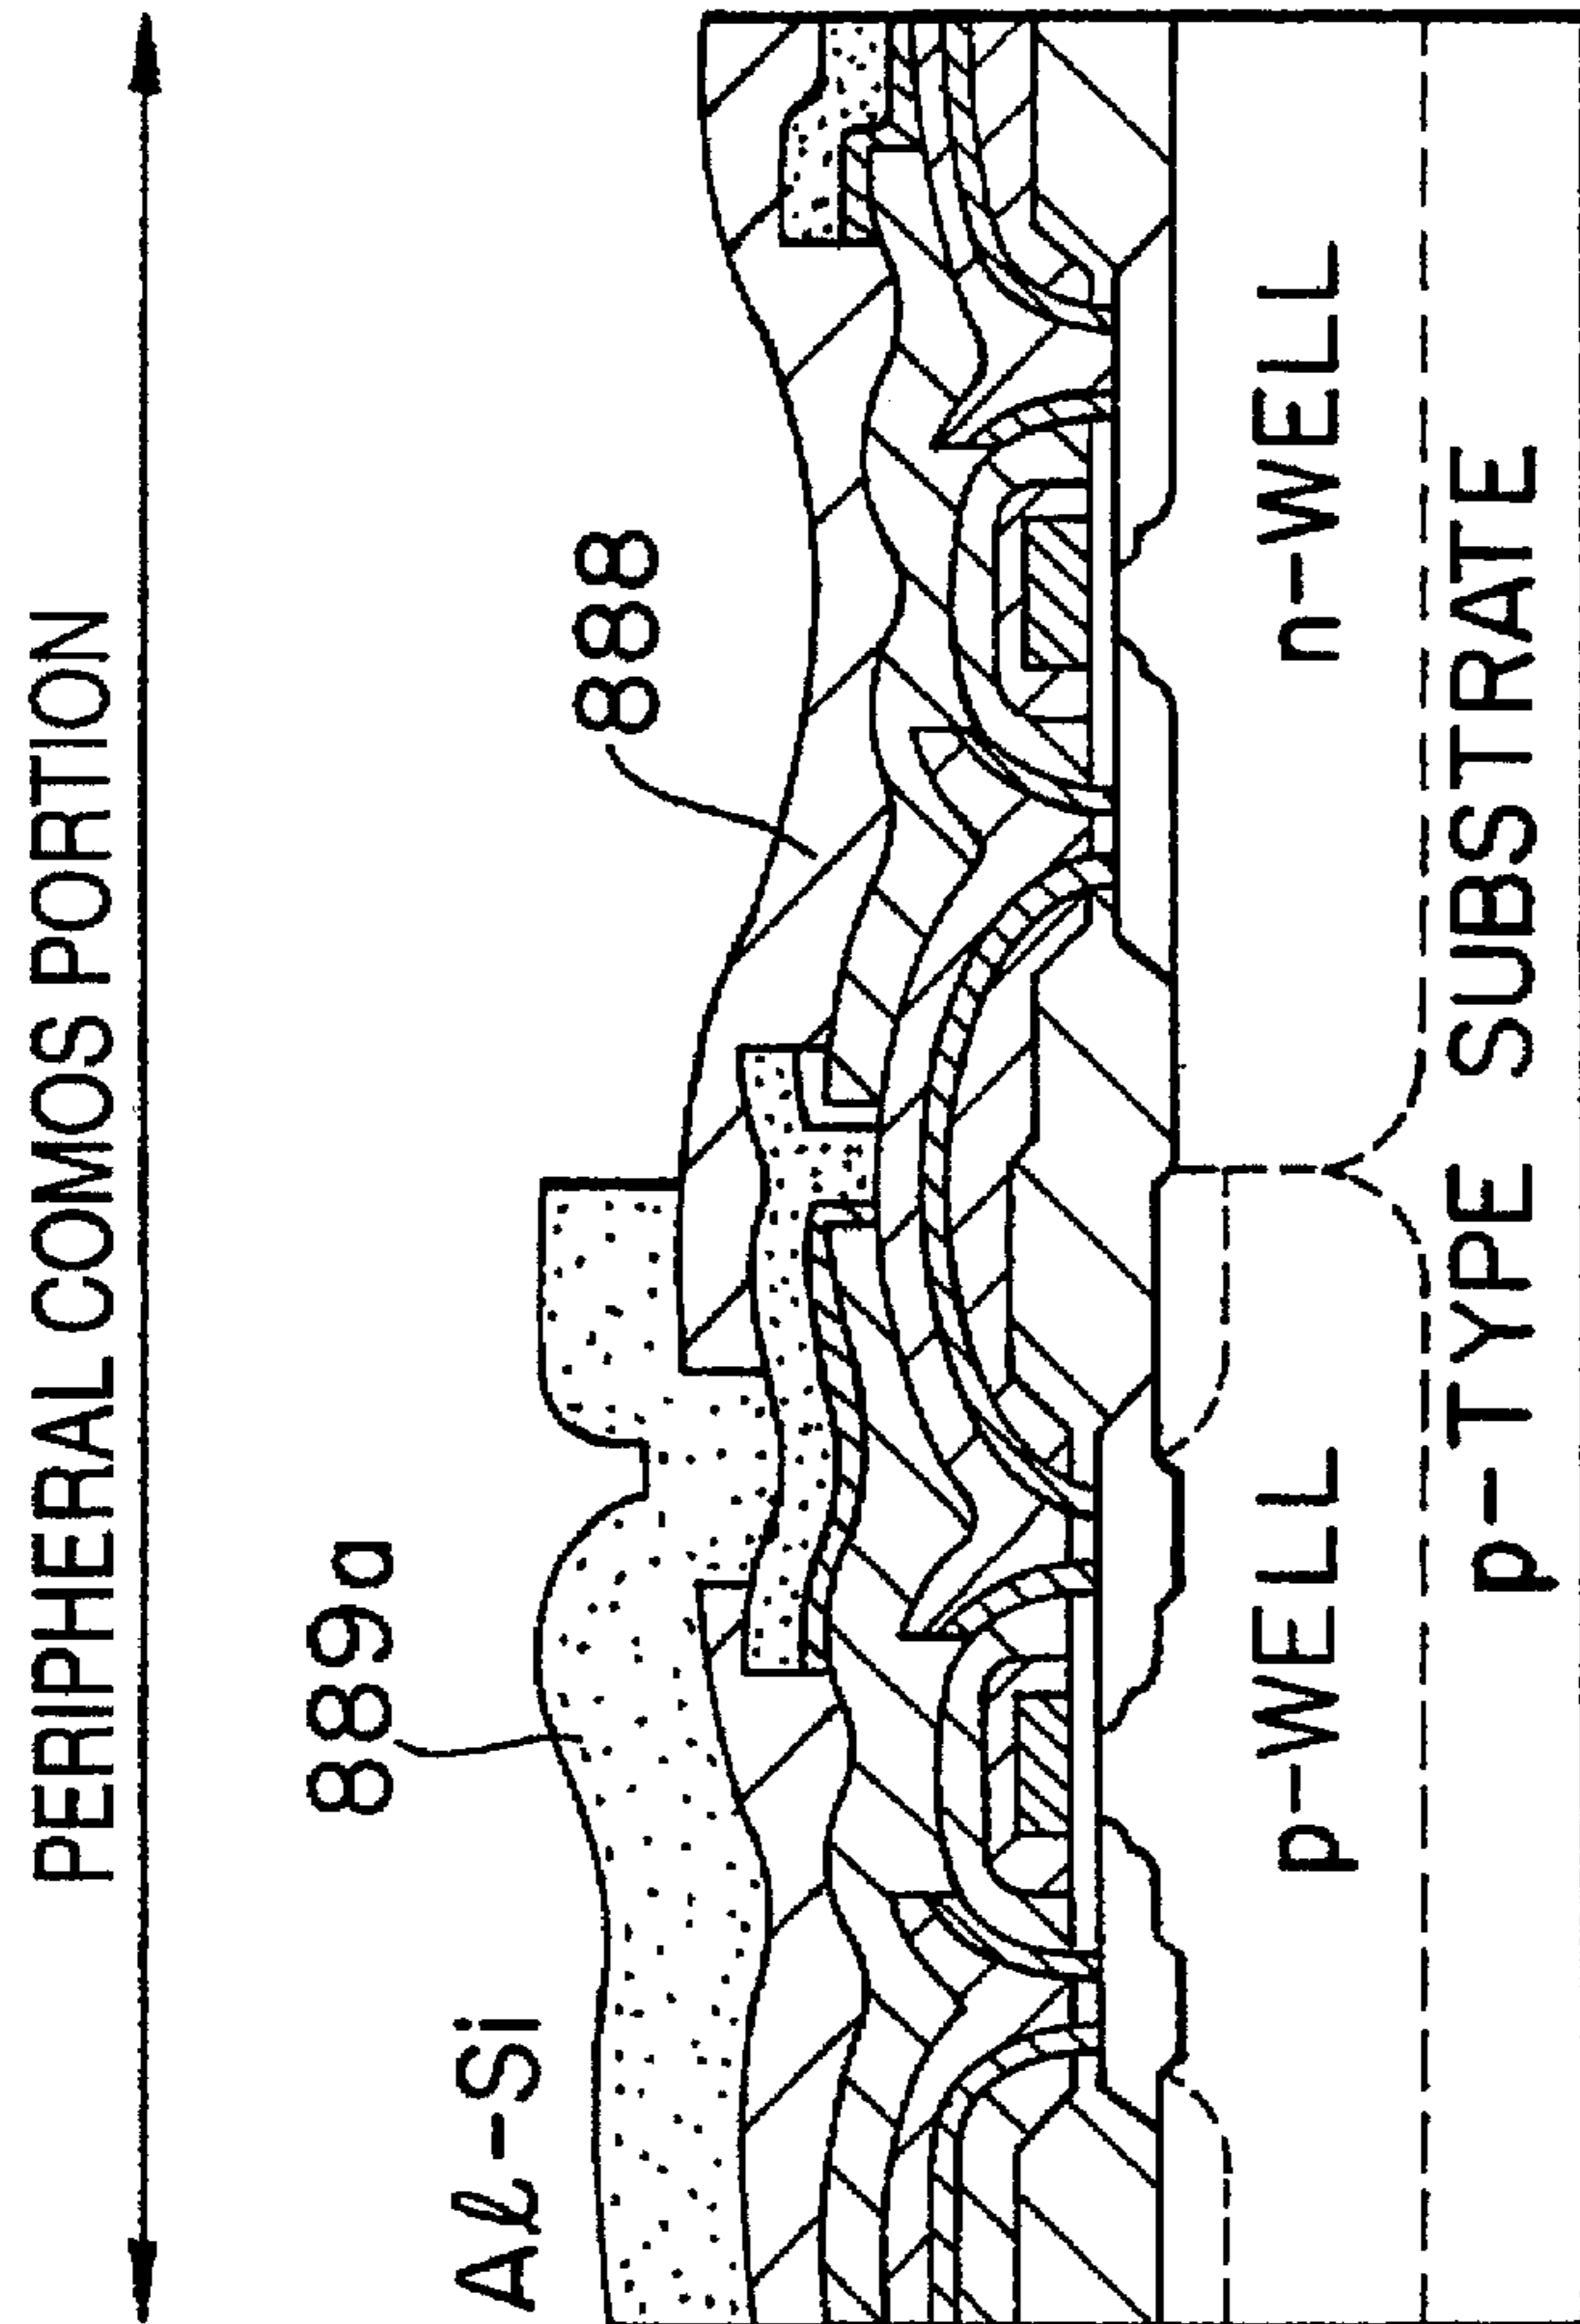 PERIPHERAL COMOS PORTION
Aℓ-Si
889a
888
p-WELL
n-WELL
p-TYPE SUBSTRATE